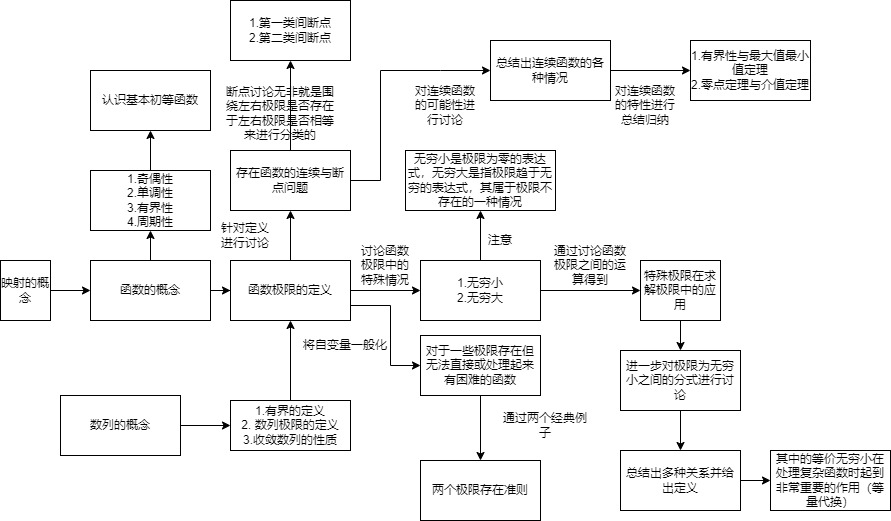 1.第一类间断点
2.第二类间断点
总结出连续函数的各
种情况
1.有界性与最大值最小
值定理
2.零点定理与介值定理
对连续函数
的可能性进
行讨论
对连续函数
的特性进行
总结归纳
认识基本初等函数
断点讨论无非就是围
绕左右极限是否存在
于左右极限是否相等
来进行分类的
存在函数的连续与断
点问题
无穷小是极限为零的表达
式，无穷大是指极限趋于无
穷的表达式，其属于极限不
存在的一种情况
1.奇偶性
2.单调性
3.有界性
4.周期性
针对定义
进行讨论
讨论函数
极限中的
特殊情况
注意
通过讨论函数
极限之间的运
算得到
映射的概
念
函数的概念
函数极限的定义
1.无穷小
2.无穷大
特殊极限在求
解极限中的应
用
将自变量一般化
对于一些极限存在但
无法直接或处理起来
有困难的函数
进一步对极限为无穷
小之间的分式进行讨
论
数列的概念
1.有界的定义
2. 数列极限的定义
3.收敛数列的性质
通过两个经典例
子
两个极限存在准则
总结出多种关系并给
出定义
其中的等价无穷小在
处理复杂函数时起到
非常重要的作用（等
量代换）